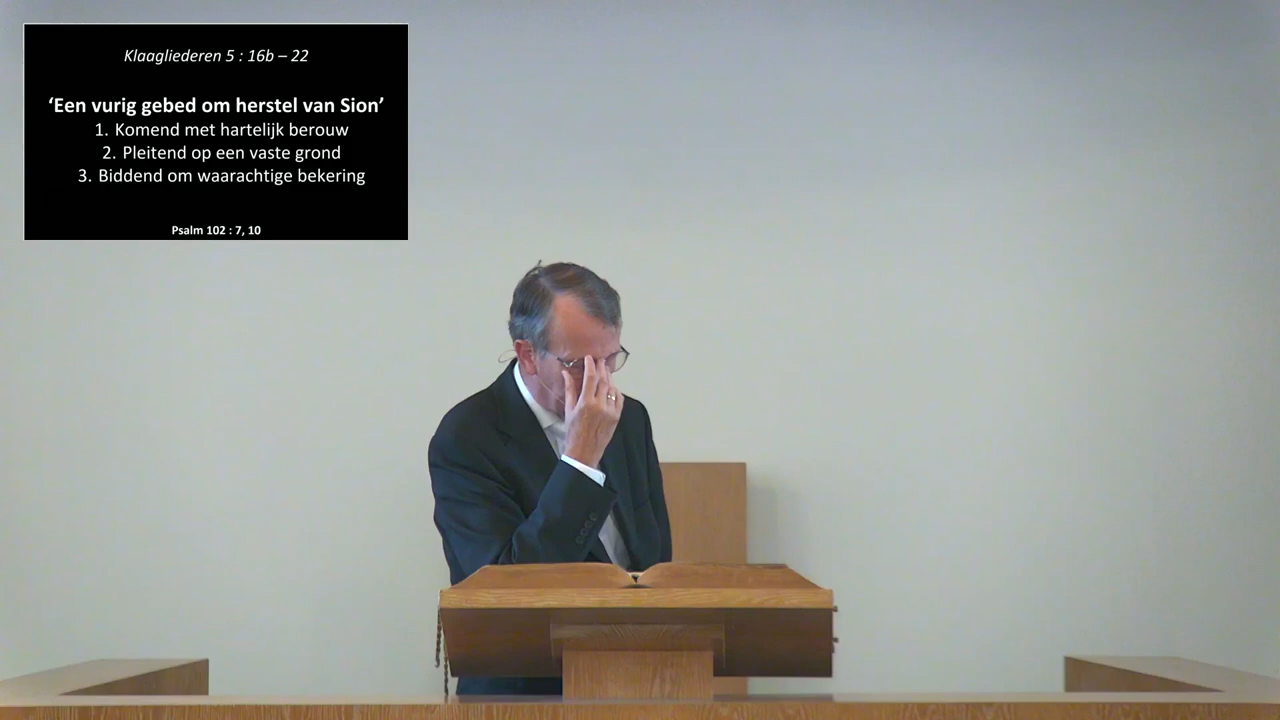 Klaagliederen 5 : 16b – 22
‘Een vurig gebed om herstel van Sion’
1. Komend met hartelijk berouw
2. Pleitend op een vaste grond
3. Biddend om waarachtige bekering
Psalm 102 : 7, 10